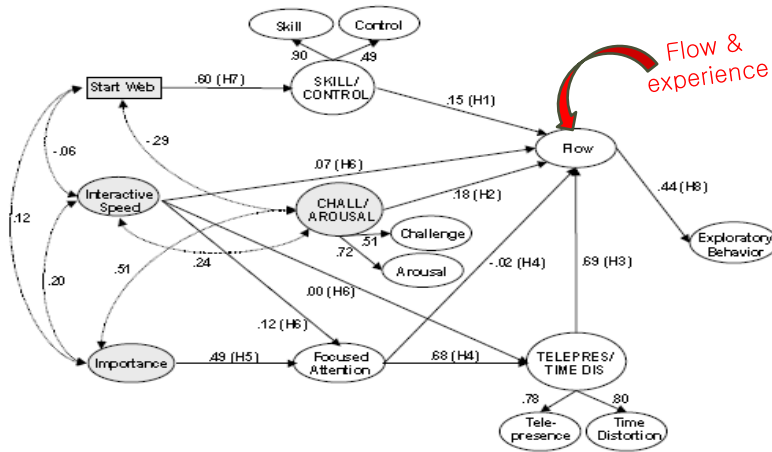 Skill
Control
.90
.49
Flow &
experience
Start Web
.60 (H7)
SKILL/
CONTROL
.15 (H1)
-.29
-.06
.07 (H6)
Flow
Interactive
Speed
CHALL/
AROUSAL
.18 (H2)
.44 (H8)
.12
.51
Challenge
.72
Arousal
Exploratory
Behavior
.24
-.02 (H4)
.69 (H3)
.20
.51
.00 (H6)
.12 (H6)
Importance
.49 (H5)
Focused
Attention
.68 (H4)
TELEPRES/
TIME DIS
.78
.80
Tele-
presence
Time
Distortion